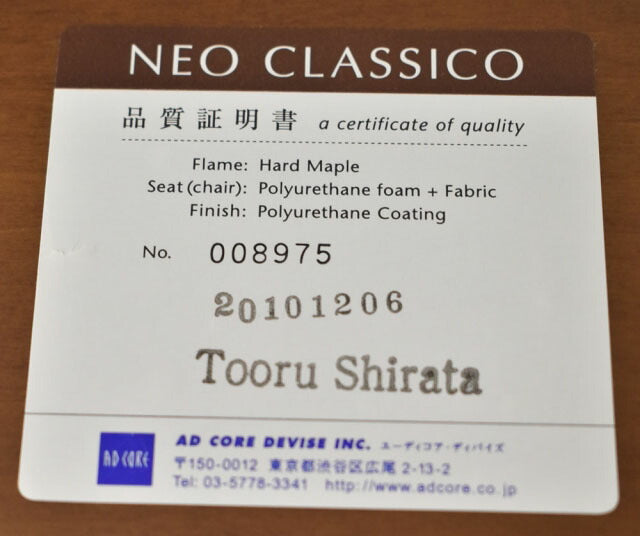 NEO CLASSICO
品質証明書 a certificate of quality
Flame: Hard Maple
Seat (chair): Polyurethane foam + Fabric
Finish: Polyurethane Coating
No. 008975
20101206
Tooru Shirata
AD CORE
AD CORE DEVISE INC. エーディコア・ディバイズ
〒150-0012 東京都渋谷区広尾 2-13-2
Tel: 03-5778-3341 http://www.adcore.co.jp